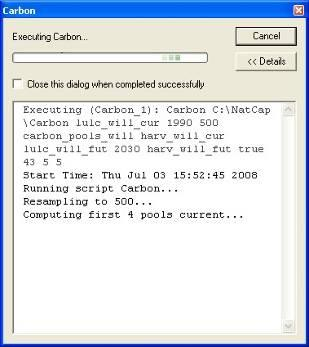 Carbon
Executing Carbon...
Cancel
<< Details
Close this dialog when completed successfully
Executing (Carbon_1): Carbon C:\NatCap
\Carbon lulc_will_cur 1990 500
carbon_pools_will harv_will_cur
lulc_will_fut 2030 harv_will_fut true
43 5 5
Start Time: Thu Jul 03 15:52:45 2008
Running script Carbon...
Resampling to 500...
Computing first 4 pools current...